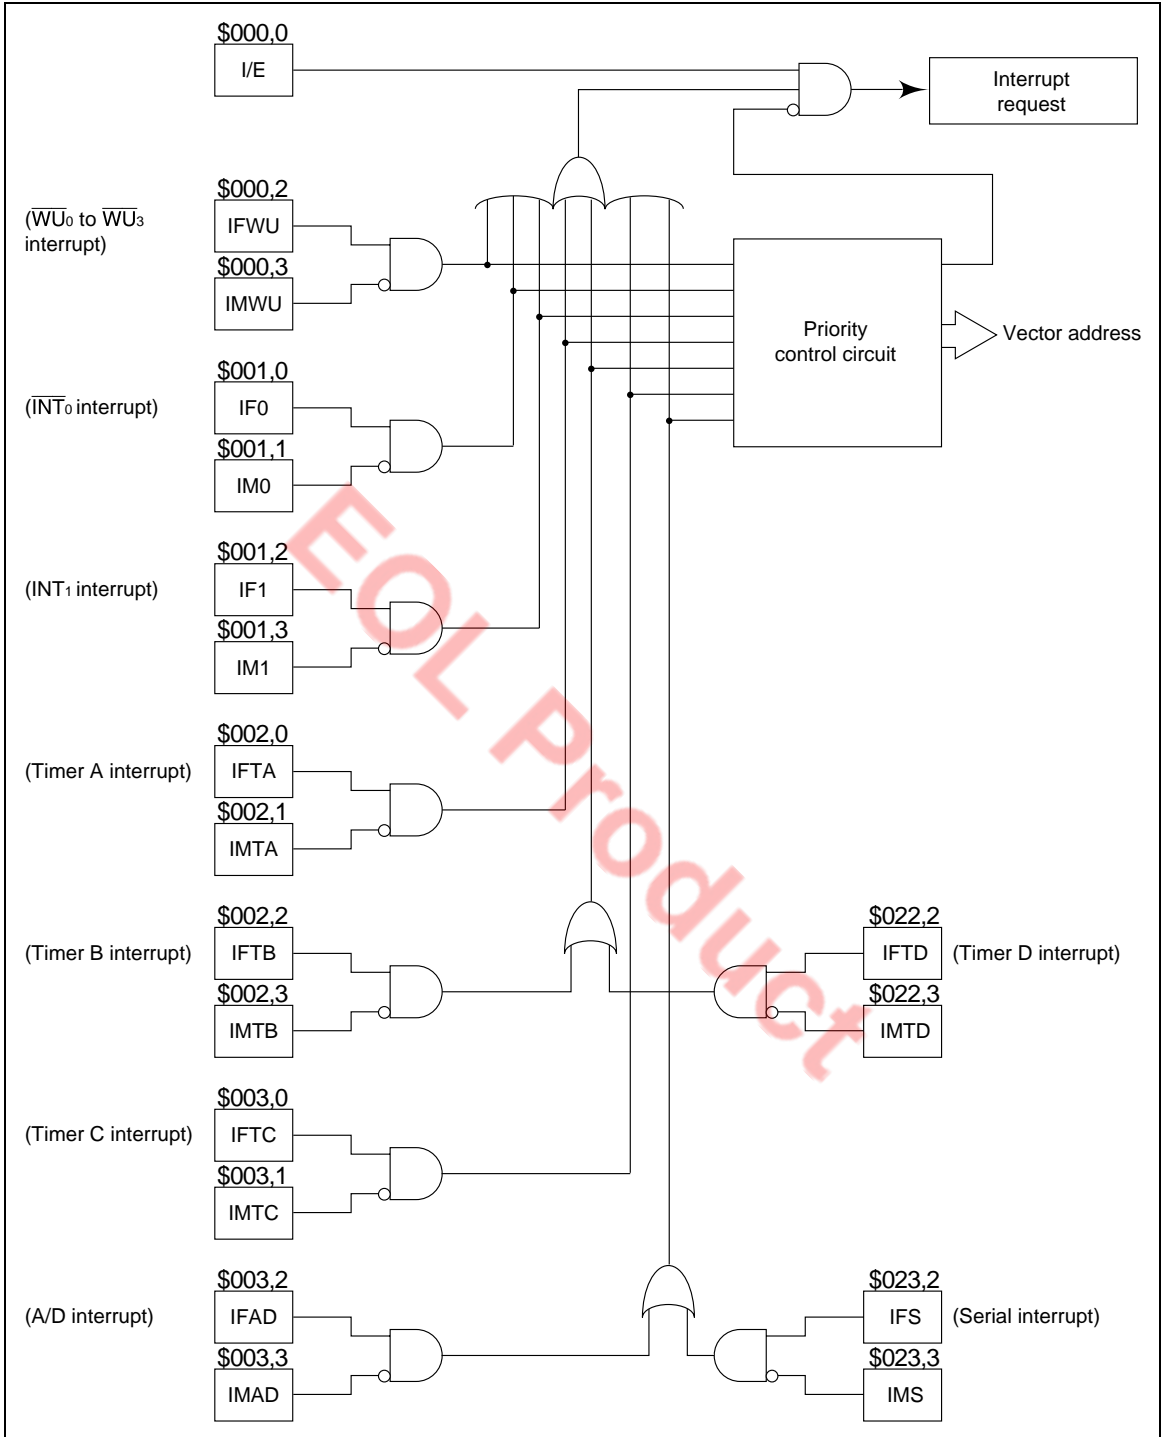 $000,0
I/E
Interrupt
request
(WU0 to WU3
interrupt)
$000,2
IFWU
$000,3
IMWU
Priority
control circuit
Vector address
(INT0 interrupt)
$001,0
IF0
$001,1
IM0
(INT1 interrupt)
$001,2
IF1
$001,3
IM1
(Timer A interrupt)
$002,0
IFTA
$002,1
IMTA
(Timer B interrupt)
$002,2
IFTB
$002,3
IMTB
$022,2
IFTD
(Timer D interrupt)
$022,3
IMTD
(Timer C interrupt)
$003,0
IFTC
$003,1
IMTC
(A/D interrupt)
$003,2
IFAD
$003,3
IMAD
$023,2
IFS
(Serial interrupt)
$023,3
IMS
EOL Product